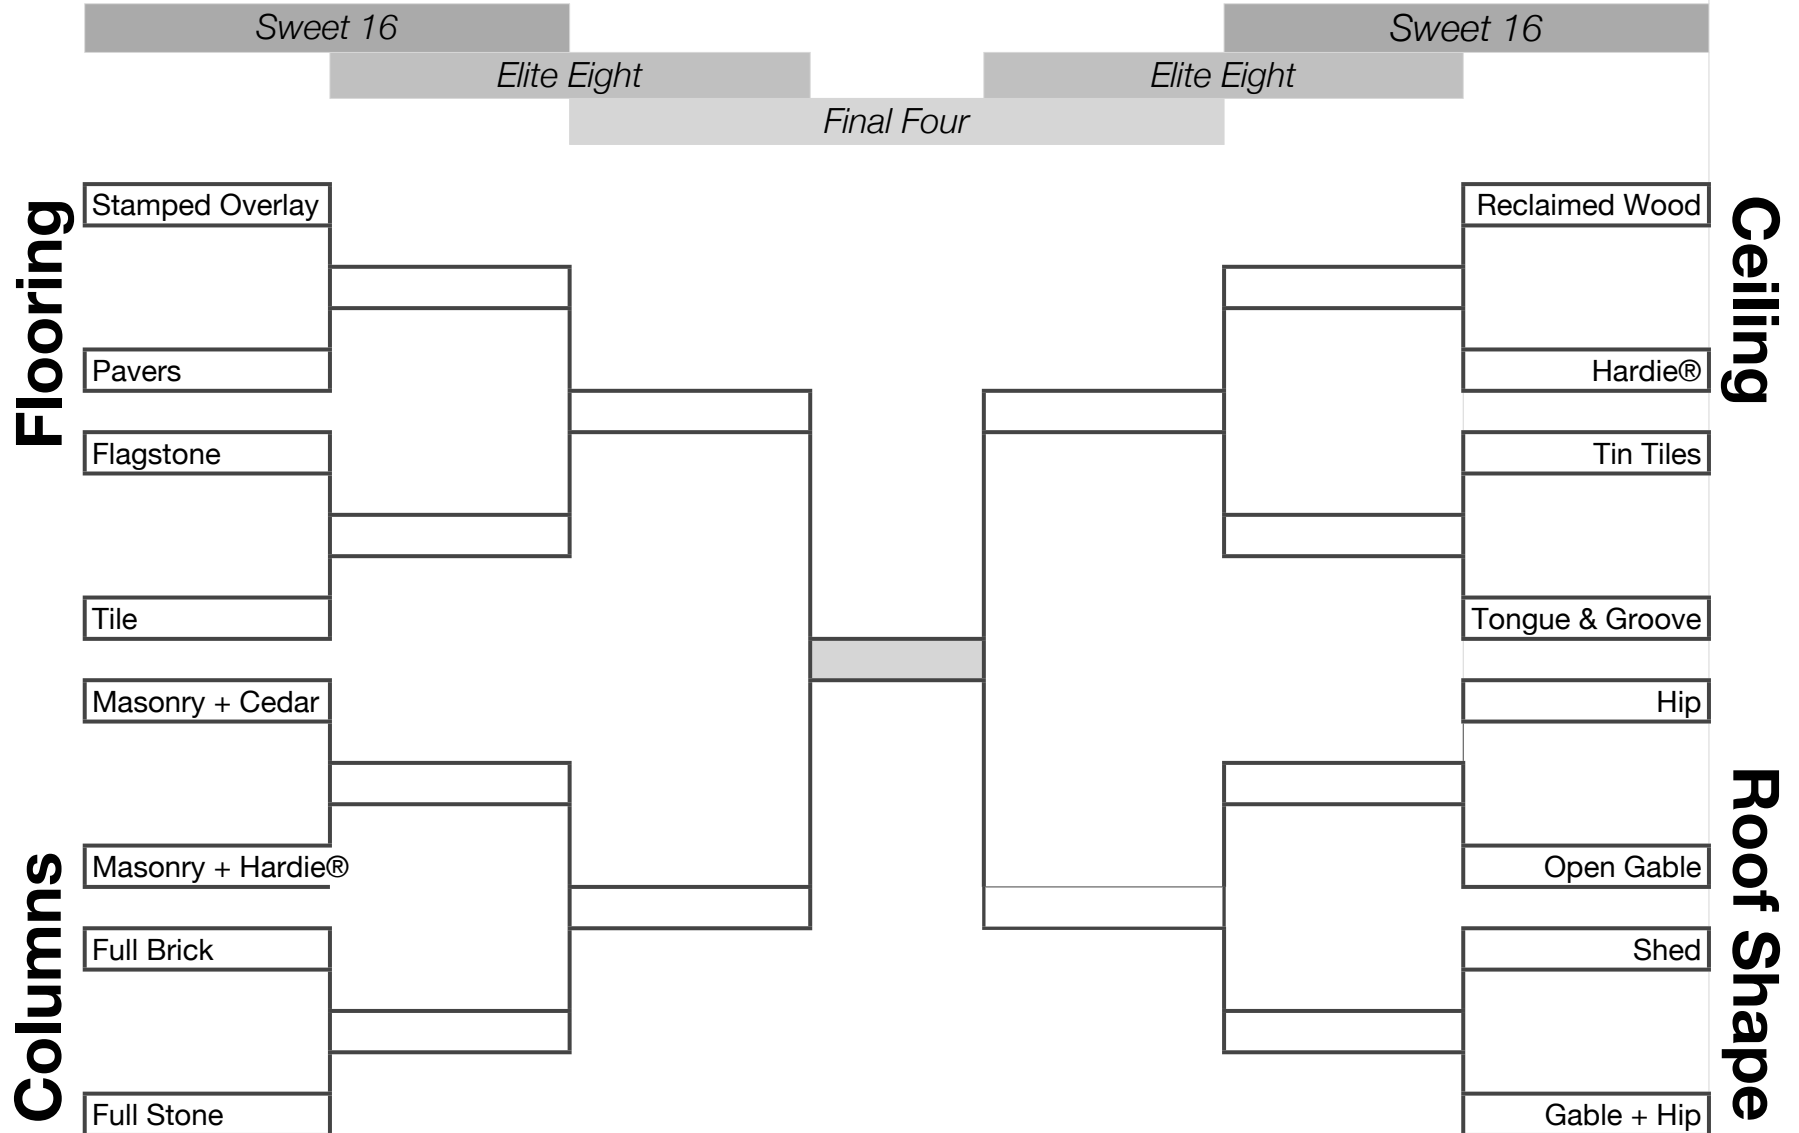 Sweet 16
Sweet 16
Elite Eight
Elite Eight
Final Four
Flooring
Stamped Overlay
Pavers
Flagstone
Tile
Columns
Masonry + Cedar
Masonry + Hardie®
Full Brick
Full Stone
Ceiling
Reclaimed Wood
Hardie®
Tin Tiles
Tongue & Groove
Roof Shape
Hip
Open Gable
Shed
Gable + Hip